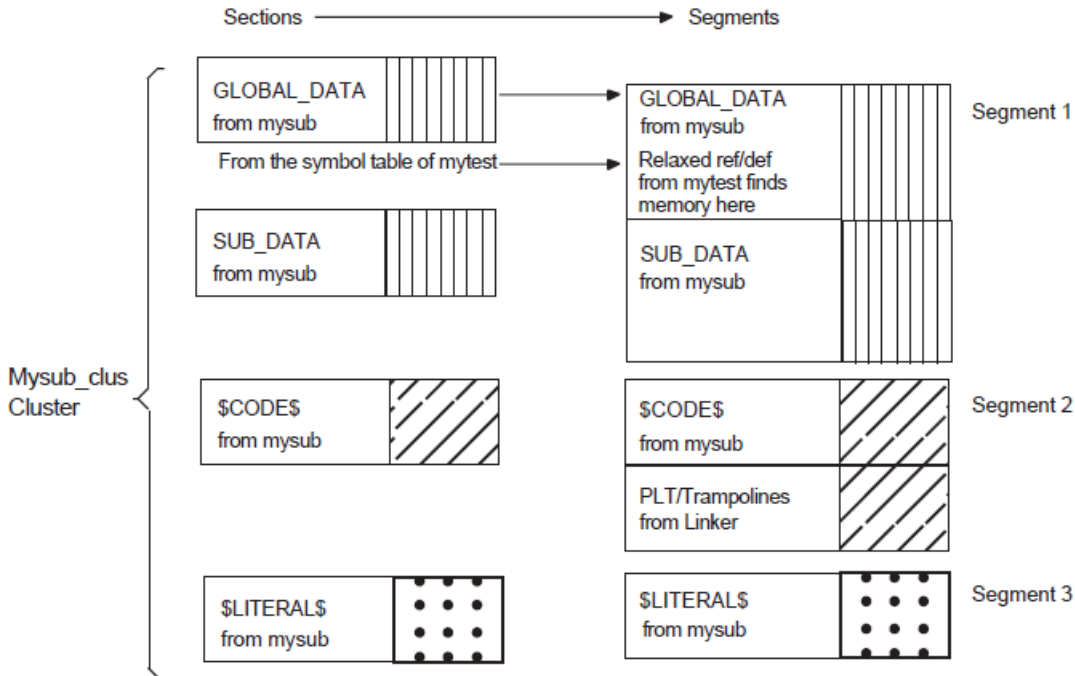 Sections
Segments
GLOBAL_DATA
from mysub
From the symbol table of mytest
SUB_DATA
from mysub
Mysub_clus
Cluster
$CODE$
from mysub
$LITERAL$
from mysub
GLOBAL_DATA
from mysub
Relaxed ref/def
from mytest finds
memory here
SUB_DATA
from mysub
Segment 1
$CODE$
from mysub
PLT/Trampolines
from Linker
Segment 2
$LITERAL$
from mysub
Segment 3